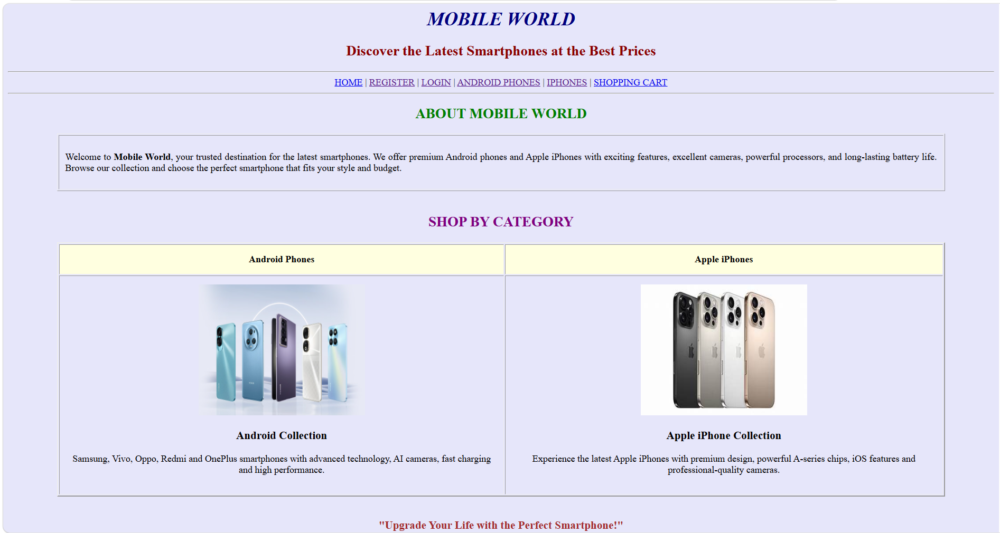 MOBILE WORLD
Discover the Latest Smartphones at the Best Prices
HOME | REGISTER | LOGIN | ANDROID PHONES | IPHONES | SHOPPING CART
ABOUT MOBILE WORLD
Welcome to Mobile World, your trusted destination for the latest smartphones. We offer premium Android phones and Apple iPhones with exciting features, excellent cameras, powerful processors, and long-lasting battery life.
Browse our collection and choose the perfect smartphone that fits your style and budget.
SHOP BY CATEGORY
Android Phones
Apple iPhones
Android Collection
Samsung, Vivo, Oppo, Redmi and OnePlus smartphones with advanced technology, AI cameras, fast charging
and high performance.
Apple iPhone Collection
Experience the latest Apple iPhones with premium design, powerful A-series chips, iOS features and
professional-quality cameras.
"Upgrade Your Life with the Perfect Smartphone!"